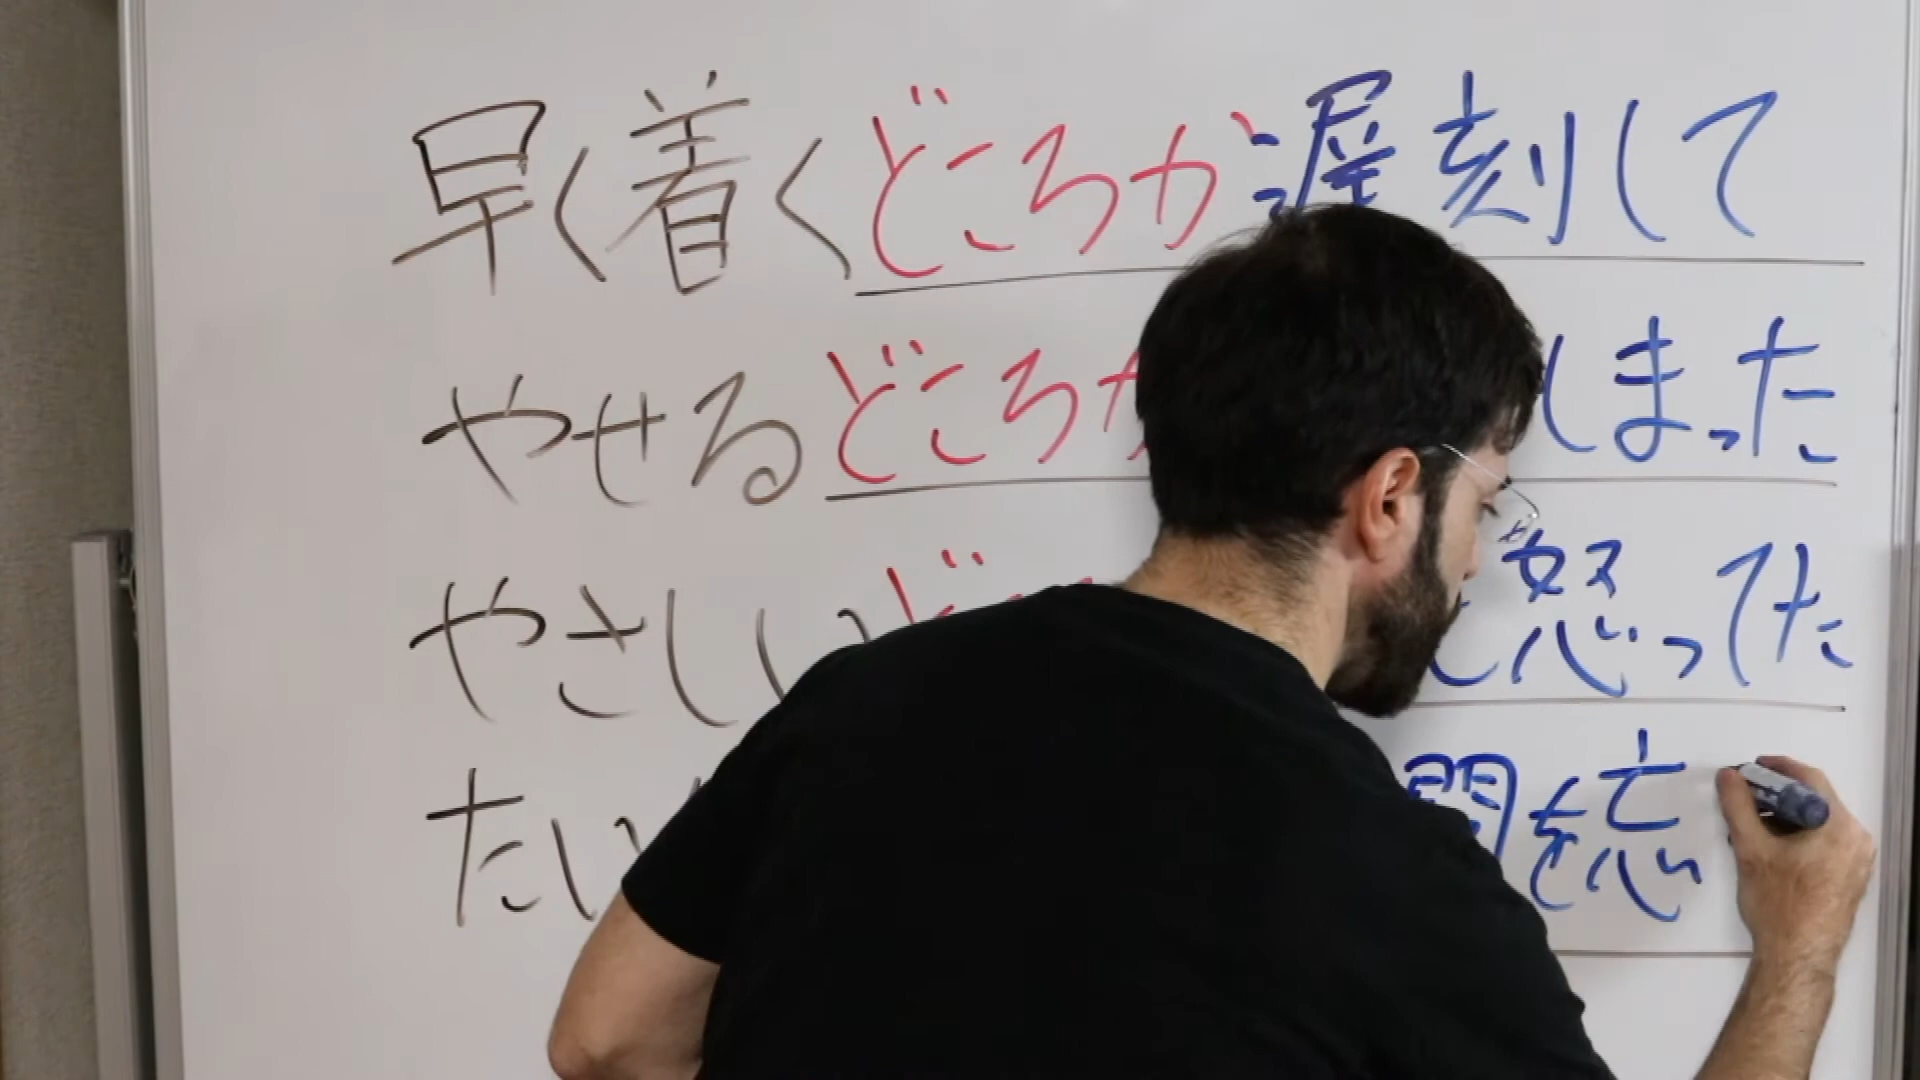 早く着くどころか遅刻して
やせるどころか しまった
やさしいど 怒ってた
たい 間を忘